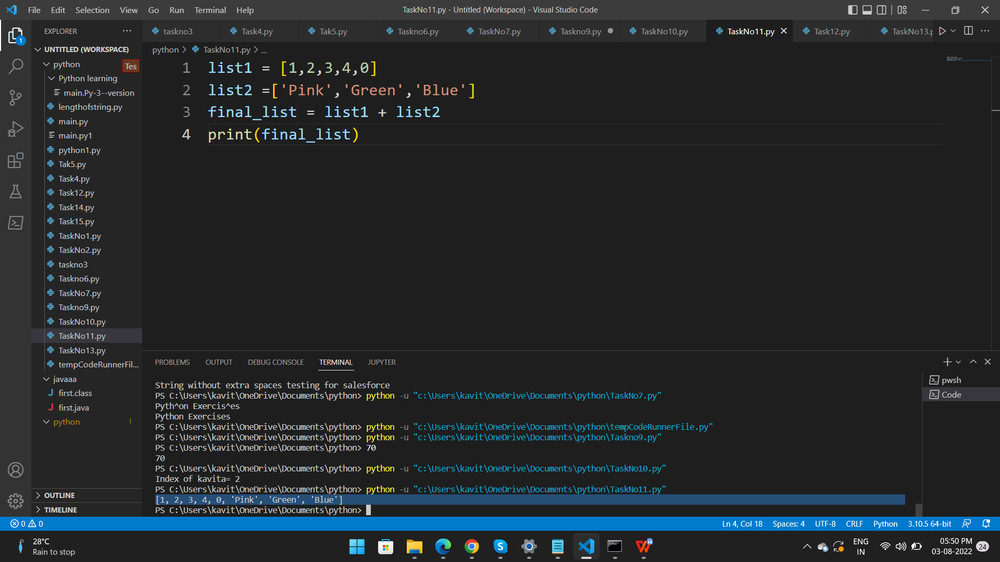 File Edit Selection View Go Run Terminal Help
TaskNo11.py - Untitled (Workspace) - Visual Studio Code
EXPLORER
taskno3 Task4.py Tak5.py Taskno6.py TaskNo7.py Taskno9.py TaskNo10.py TaskNo11.py Task12.py TaskNo13.p
1
UNTITLED (WORKSPACE)
python > TaskNo11.py > ...
python
Tes
Python learning
main.Py-3--version
lengthofstring.py
main.py
main.py1
python1.py
Tak5.py
Task4.py
Task12.py
Task14.py
Task15.py
TaskNo1.py
TaskNo2.py
taskno3
Taskno6.py
TaskNo7.py
Taskno9.py
TaskNo10.py
TaskNo11.py
TaskNo13.py
tempCodeRunnerFil...
javaaa
J first.class
J first.java
python !
OUTLINE
TIMELINE
1 list1 = [1,2,3,4,0]
2 list2 =['Pink','Green','Blue']
3 final_list = list1 + list2
4 print(final_list)
PROBLEMS OUTPUT DEBUG CONSOLE TERMINAL JUPYTER
String without extra spaces testing for salesforce
PS C:\Users\kavit\OneDrive\Documents\python> python -u "c:\Users\kavit\OneDrive\Documents\python\TaskNo7.py"
Pyth^on Exercis^es
Python Exercises
PS C:\Users\kavit\OneDrive\Documents\python> python -u "c:\Users\kavit\OneDrive\Documents\python\tempCodeRunnerFile.py"
PS C:\Users\kavit\OneDrive\Documents\python> python -u "c:\Users\kavit\OneDrive\Documents\python\Taskno9.py"
PS C:\Users\kavit\OneDrive\Documents\python> 70
70
PS C:\Users\kavit\OneDrive\Documents\python> python -u "c:\Users\kavit\OneDrive\Documents\python\TaskNo10.py"
Index of kavita= 2
PS C:\Users\kavit\OneDrive\Documents\python> python -u "c:\Users\kavit\OneDrive\Documents\python\TaskNo11.py"
[1, 2, 3, 4, 0, 'Pink', 'Green', 'Blue']
PS C:\Users\kavit\OneDrive\Documents\python>
pwsh
Code
0 0
Ln 4, Col 18 Spaces: 4 UTF-8 CRLF Python 3.10.5 64-bit
28°C
Rain to stop
ENG
IN
05:50 PM
03-08-2022
24